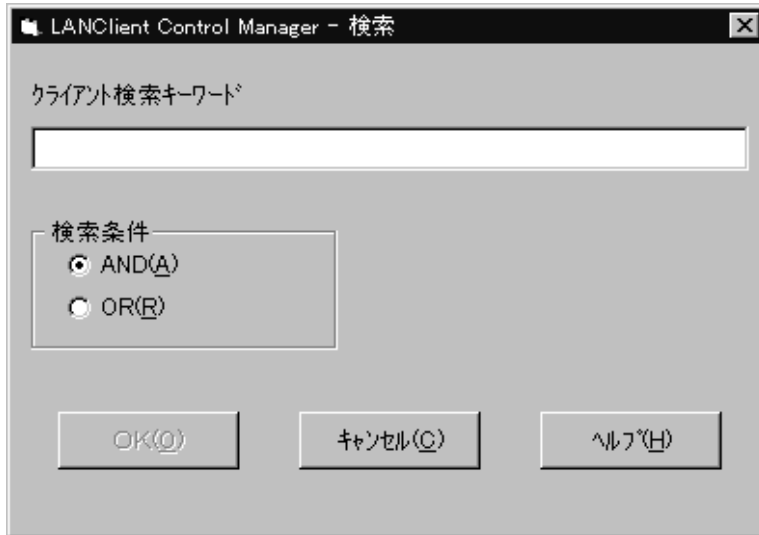 LANClient Control Manager - 検索
ｸﾗｲｱﾝﾄ検索ｷｰﾜｰﾄﾞ
検索条件
AND(A)
OR(R)
OK(O)
ｷｬﾝｾﾙ(C)
ﾍﾙﾌﾟ(H)